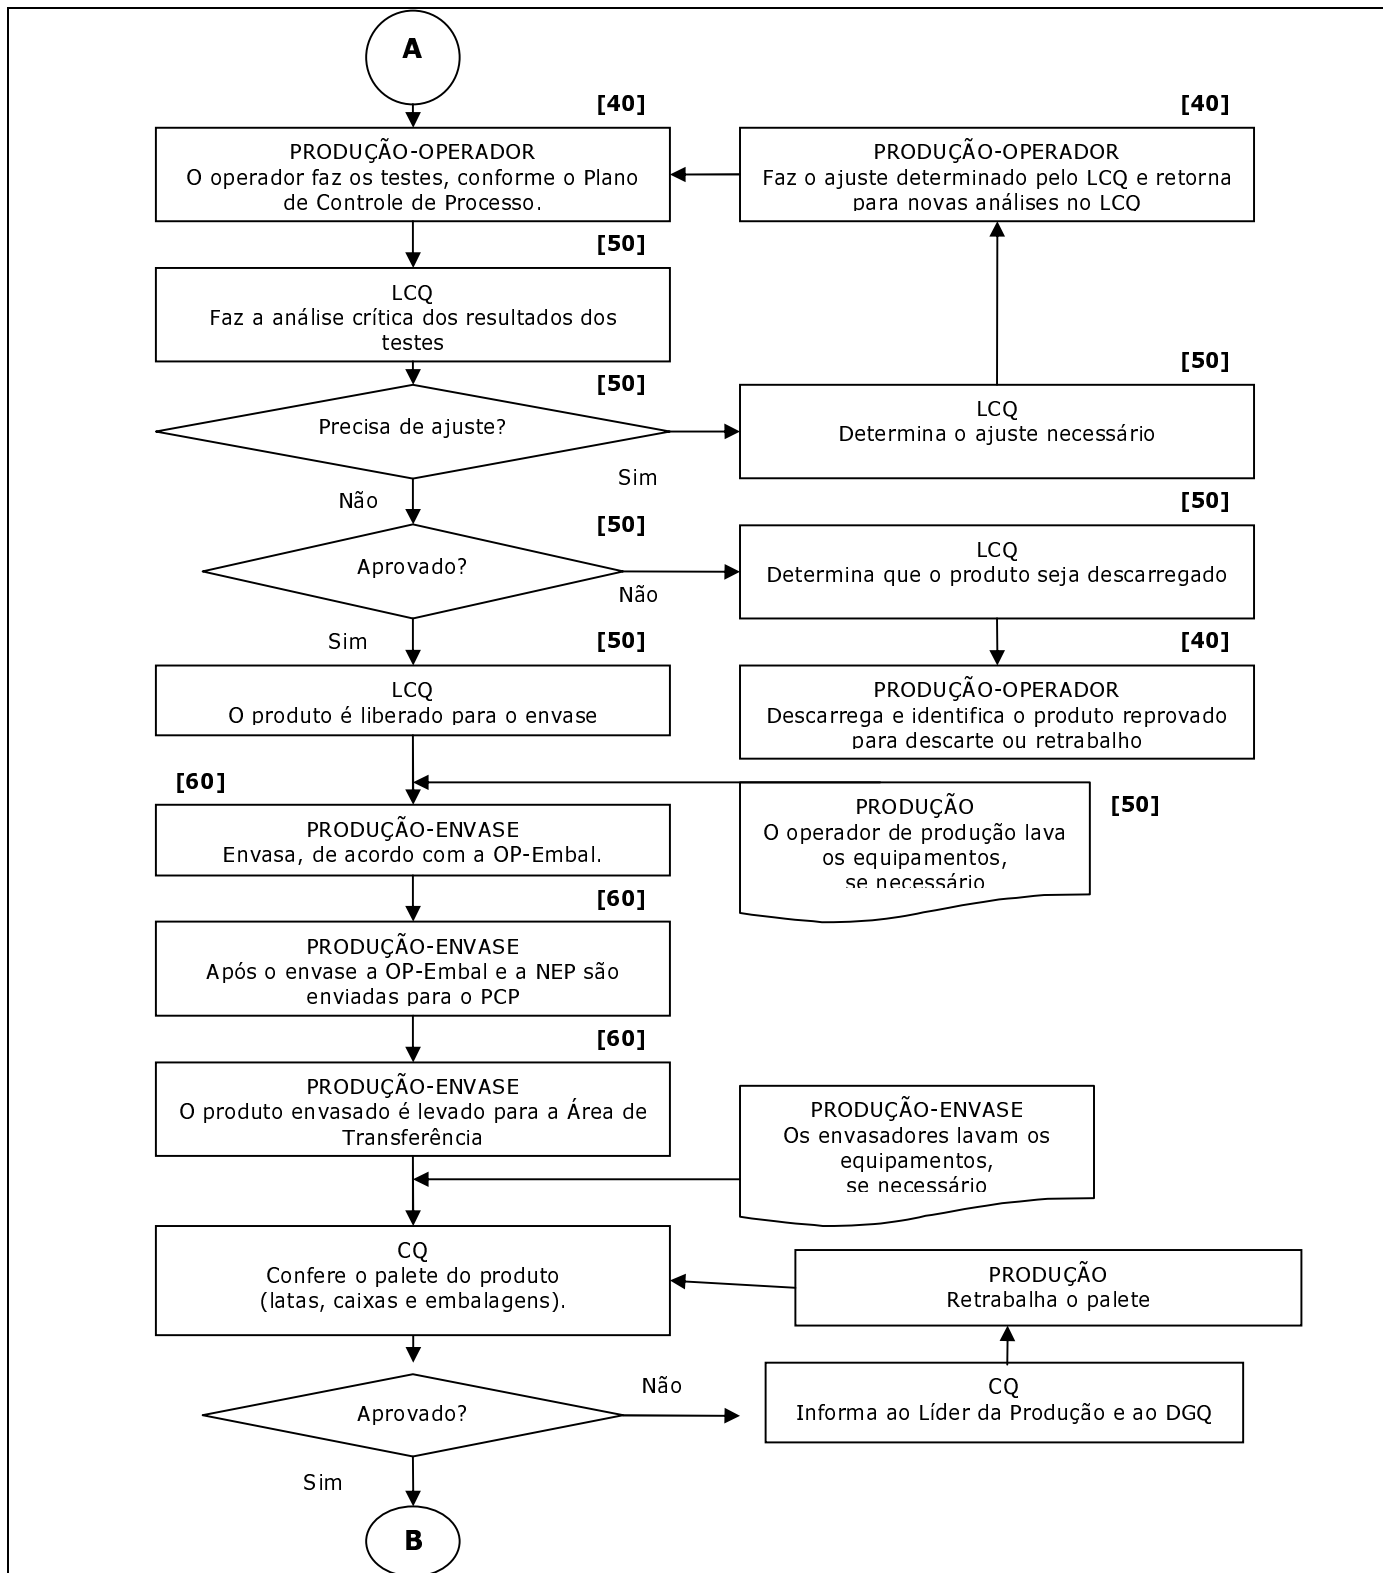 A
[40]
PRODUÇÃO-OPERADOR
O operador faz os testes, conforme o Plano
de Controle de Processo.
[40]
PRODUÇÃO-OPERADOR
Faz o ajuste determinado pelo LCQ e retorna
para novas análises no LCQ
[50]
LCQ
Faz a análise crítica dos resultados dos
testes
[50]
Precisa de ajuste?
Sim
Não
[50]
LCQ
Determina o ajuste necessário
[50]
Aprovado?
Não
Sim
[50]
LCQ
Determina que o produto seja descarregado
[50]
LCQ
O produto é liberado para o envase
[40]
PRODUÇÃO-OPERADOR
Descarrega e identifica o produto reprovado
para descarte ou retrabalho
[60]
PRODUÇÃO-ENVASE
Envasa, de acordo com a OP-Embal.
PRODUÇÃO
O operador de produção lava
os equipamentos,
se necessário
[50]
[60]
PRODUÇÃO-ENVASE
Após o envase a OP-Embal e a NEP são
enviadas para o PCP
[60]
PRODUÇÃO-ENVASE
O produto envasado é levado para a Área de
Transferência
PRODUÇÃO-ENVASE
Os envasadores lavam os
equipamentos,
se necessário
CQ
Confere o palete do produto
(latas, caixas e embalagens).
PRODUÇÃO
Retrabalha o palete
Aprovado?
Não
CQ
Informa ao Líder da Produção e ao DGQ
Sim
B